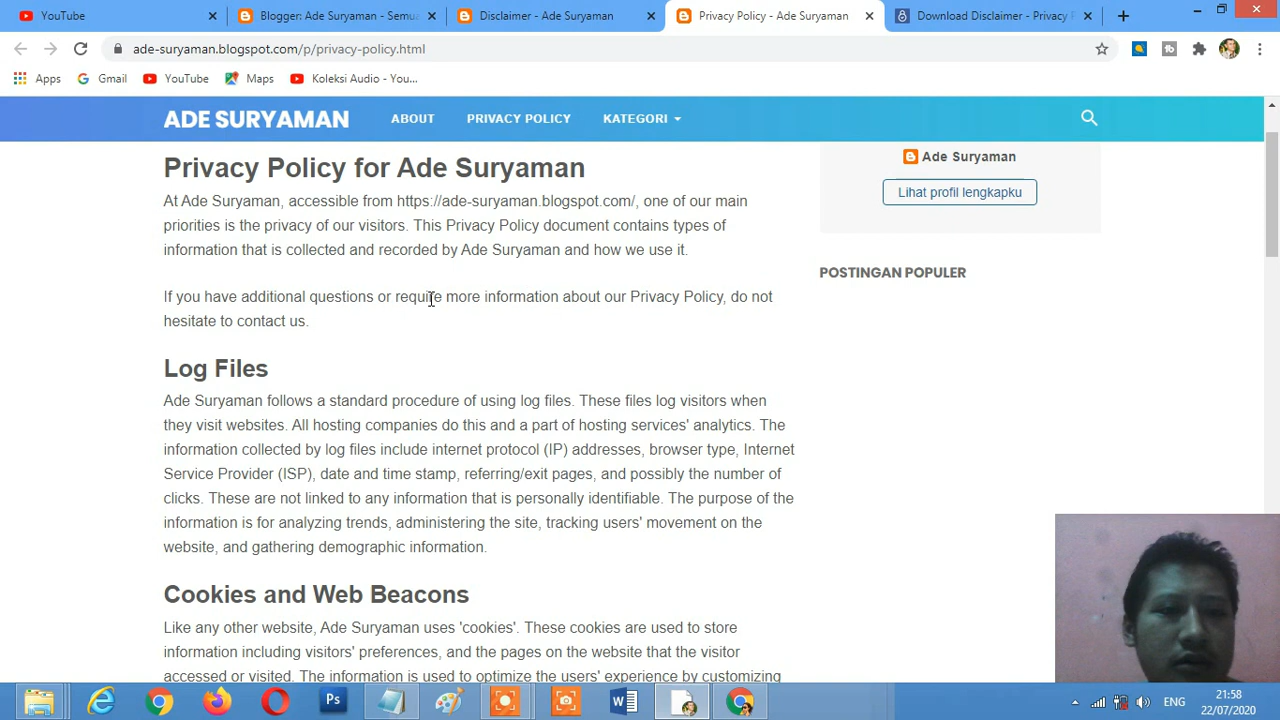 YouTube
Blogger: Ade Suryaman - Semua
Disclaimer - Ade Suryaman
Privacy Policy - Ade Suryaman
Download Disclaimer - Privacy P
ade-suryaman.blogspot.com/p/privacy-policy.html
Apps Gmail YouTube Maps Koleksi Audio - You...
ADE SURYAMAN ABOUT PRIVACY POLICY KATEGORI
Privacy Policy for Ade Suryaman
At Ade Suryaman, accessible from https://ade-suryaman.blogspot.com/, one of our main
priorities is the privacy of our visitors. This Privacy Policy document contains types of
information that is collected and recorded by Ade Suryaman and how we use it.
If you have additional questions or require more information about our Privacy Policy, do not
hesitate to contact us.
Log Files
Ade Suryaman follows a standard procedure of using log files. These files log visitors when
they visit websites. All hosting companies do this and a part of hosting services' analytics. The
information collected by log files include internet protocol (IP) addresses, browser type, Internet
Service Provider (ISP), date and time stamp, referring/exit pages, and possibly the number of
clicks. These are not linked to any information that is personally identifiable. The purpose of the
information is for analyzing trends, administering the site, tracking users' movement on the
website, and gathering demographic information.
Cookies and Web Beacons
Like any other website, Ade Suryaman uses 'cookies'. These cookies are used to store
information including visitors' preferences, and the pages on the website that the visitor
accessed or visited. The information is used to optimize the users' experience by customizing
Ade Suryaman
Lihat profil lengkapku
POSTINGAN POPULER
Ps
ENG
21:58
22/07/2020